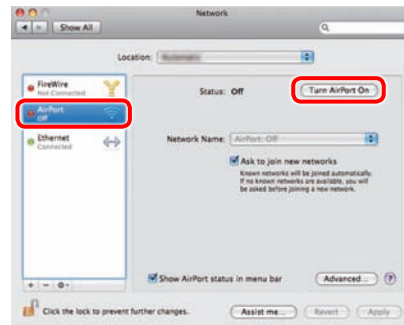 Network
Show All
Location:
FireWire
Not Connected
AirPort
Off
Ethernet
Connected
Status: Off
Turn AirPort On
Network Name: AirPort: Off
Ask to join new networks
Known networks will be joined automatically.
If no known networks are available, you will
be asked before joining a new network.
Show AirPort status in menu bar
Advanced...
?
Click the lock to prevent further changes.
Assist me...
Revert
Apply